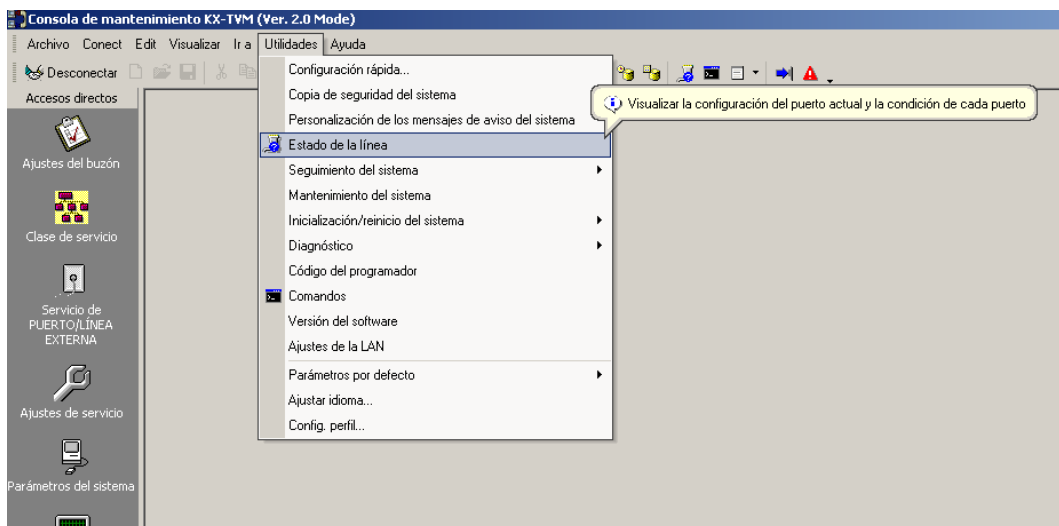 Consola de mantenimiento KX-TVM (Ver. 2.0 Mode)
Archivo Conect Edit Visualizar Ir a Utilidades Ayuda
Desconectar
Accesos directos
Ajustes del buzón
Clase de servicio
Servicio de
PUERTO/LÍNEA
EXTERNA
Ajustes de servicio
Parámetros del sistema
Configuración rápida...
Copia de seguridad del sistema
Personalización de los mensajes de aviso del sistema
Estado de la línea
Seguimiento del sistema
Mantenimiento del sistema
Inicialización/reinicio del sistema
Diagnóstico
Código del programador
Comandos
Versión del software
Ajustes de la LAN
Parámetros por defecto
Ajustar idioma...
Config. perfil...
Visualizar la configuración del puerto actual y la condición de cada puerto